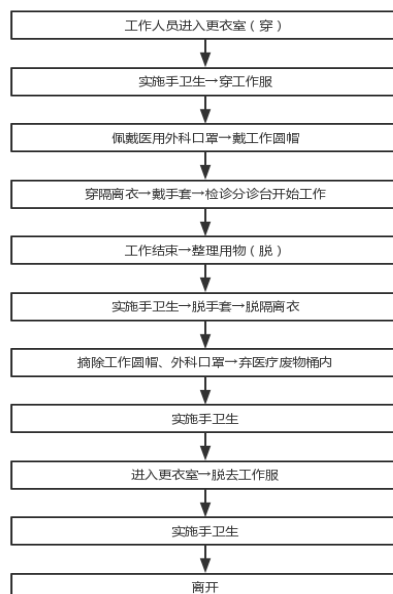 工作人员进入更衣室（穿）
实施手卫生→穿工作服
佩戴医用外科口罩→戴工作圆帽
穿隔离衣→戴手套→检诊分诊台开始工作
工作结束→整理用物（脱）
实施手卫生→脱手套→脱隔离衣
摘除工作圆帽、外科口罩→弃医疗废物桶内
实施手卫生
进入更衣室→脱去工作服
实施手卫生
离开